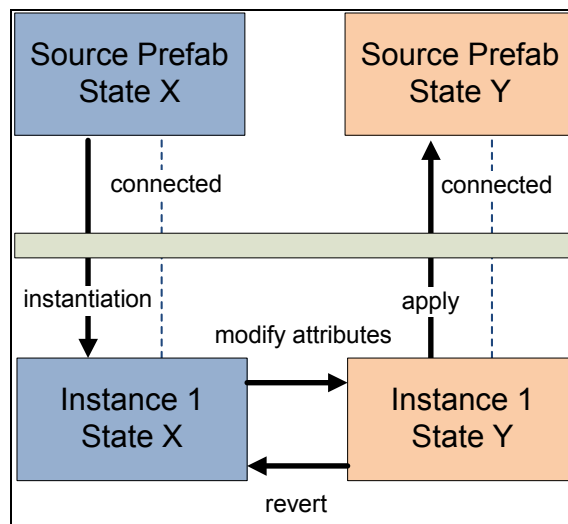 Source Prefab
State X
Source Prefab
State Y
connected
connected
instantiation
apply
modify attributes
Instance 1
State X
Instance 1
State Y
revert